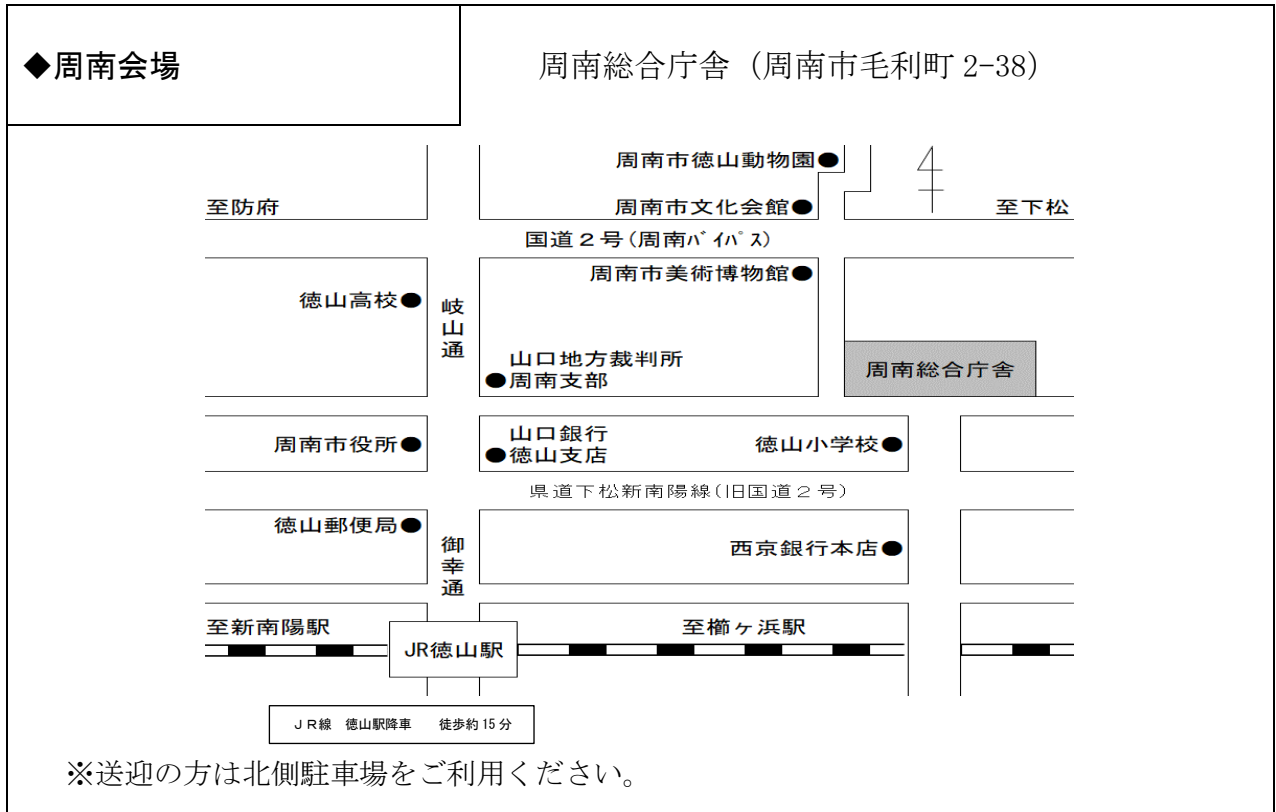 ◆周南会場
周南総合庁舎（周南市毛利町 2-38）
周南市徳山動物園●
4
至防府
周南市文化会館●
至下松
国道２号(周南ﾊﾞｲﾊﾟｽ)
周南市美術博物館●
徳山高校●
岐山通
山口地方裁判所
●周南支部
周南総合庁舎
周南市役所●
山口銀行
●徳山支店
徳山小学校●
県道下松新南陽線(旧国道２号)
徳山郵便局●
御幸通
西京銀行本店●
至新南陽駅
至櫛ヶ浜駅
JR徳山駅
ＪＲ線　徳山駅降車　　徒歩約 15 分
※送迎の方は北側駐車場をご利用ください。